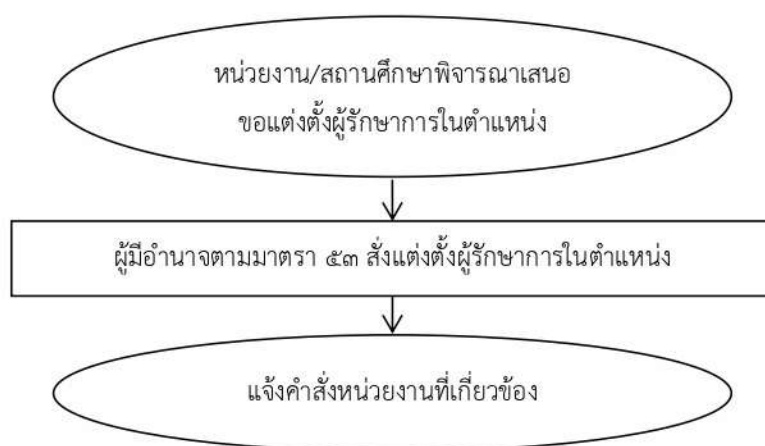 หน่วยงาน/สถานศึกษาพิจารณาเสนอ
ขอแต่งตั้งผู้รักษาการในตำแหน่ง
ผู้มีอำนาจตามมาตรา ๕๓ สั่งแต่งตั้งผู้รักษาการในตำแหน่ง
แจ้งคำสั่งหน่วยงานที่เกี่ยวข้อง